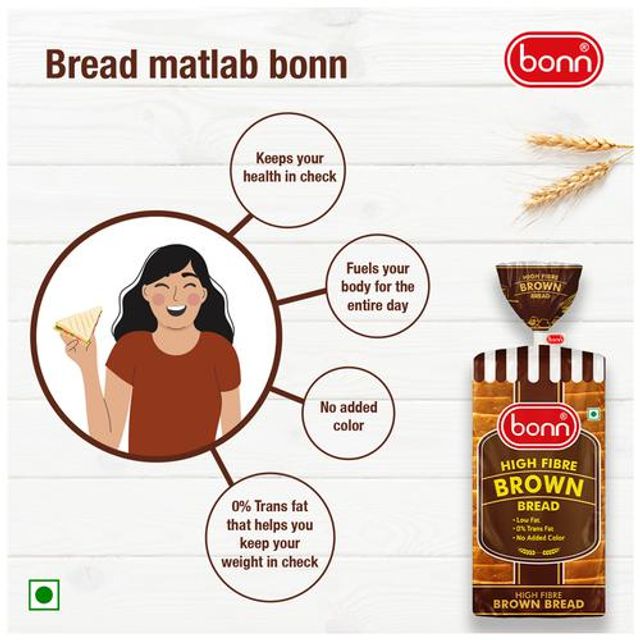 Bread matlab bonn
bonn®
Keeps your
health in check
Fuels your
body for the
entire day
No added
color
0% Trans fat
that helps you
keep your
weight in check
HIGH FIBRE
BROWN
BREAD
bonn
bonn®
HIGH FIBRE
BROWN
BREAD
• Low Fat
• 0% Trans Fat
• No Added Color
HIGH FIBRE
BROWN BREAD